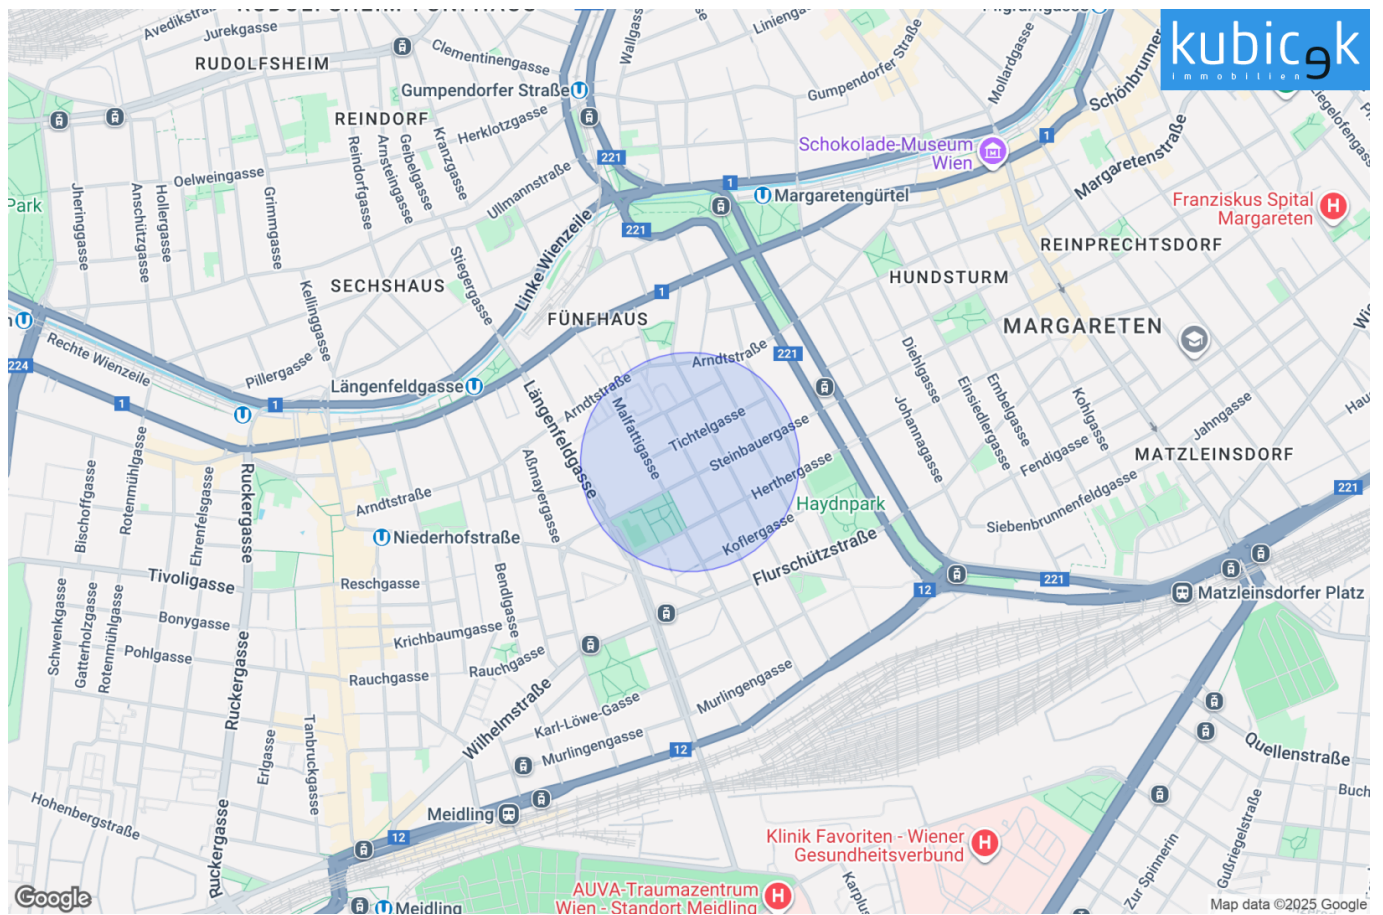 RUDOLFSHEIM-FÜNFHAUS
Avedikstraße
Jurekgasse
Clementinengasse
Wallgasse
Liniengasse
Pilgramgasse
kubicek
immobilien
RUDOLFSHEIM
Gumpendorfer Straße
Gumpendorfer Straße
Mollardgasse
Schönbrunner
Ziegelofengasse
REINDORF
Herklotzgasse
Kranzgasse
Geibelgasse
Arnsteingasse
Reindorfgasse
221
1
Schokolade-Museum
Wien
Margaretenstraße
Oelweingasse
Ullmannstraße
1
Margaretengürtel
Franziskus Spital
Margareten
Park
Jheringgasse
Anschützgasse
Hollergasse
Grimmgasse
221
REINPRECHTSDORF
Linke Wienzeile
Stiegergasse
SECHSHAUS
Kellinggasse
1
HUNDSTURM
FÜNFHAUS
MARGARETEN
Rechte Wienzeile
Pillergasse
224
Arndtstraße
221
Diehlgasse
Längenfeldgasse
Längenfeldgasse
Arndtstraße
Malfattigasse
1
1
Tichtelgasse
Steinbauergasse
Johannagasse
Einsiedlergasse
Embelgasse
Kohlgasse
Jahngasse
Fendigasse
MATZLEINSDORF
Herthergasse
Aßmayergasse
Arndtstraße
Rotenmühlgasse
Bischoffgasse
Ehrenfelsgasse
Ruckergasse
Haydnpark
Siebenbrunnenfeldgasse
221
Niederhofstraße
Koflergasse
Flurschützstraße
Tivoligasse
Reschgasse
Bendlgasse
12
221
Matzleinsdorfer Platz
Schwenkgasse
Gatterholzgasse
Rotenmühlgasse
Bonygasse
Krichbaumgasse
Pohlgasse
Rauchgasse
Rauchgasse
Ruckergasse
Murlingengasse
Karl-Löwe-Gasse
Wilhelmstraße
Murlingengasse
12
Erlgasse
Tanbruckgasse
Quellenstraße
Hohenbergstraße
Ruckergasse
Meidling
12
Klinik Favoriten - Wiener
Gesundheitsverbund
Gußriegelstraße
Zur Spinnerin
AUVA-Traumazentrum
Wien - Standort Meidling
Meidling
Google
Map data ©2025 Google